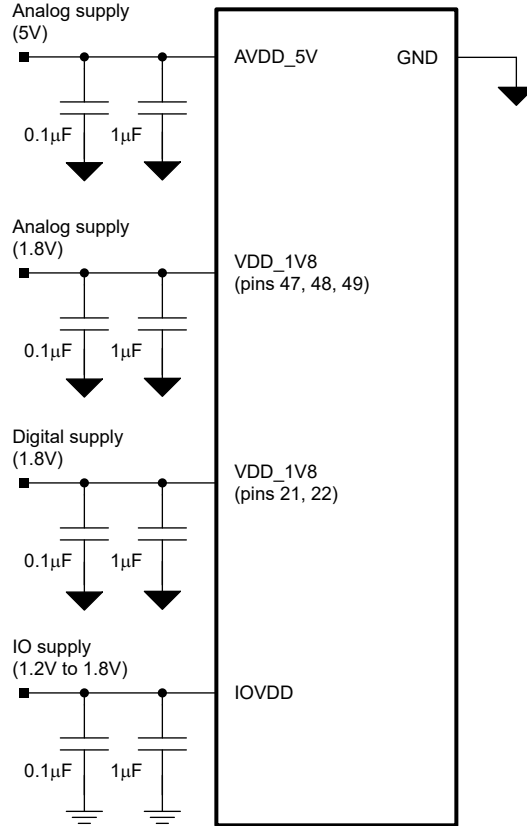 Analog supply
(5V)
AVDD_5V
GND
0.1μF
1μF
Analog supply
(1.8V)
VDD_1V8
(pins 47, 48, 49)
0.1μF
1μF
Digital supply
(1.8V)
VDD_1V8
(pins 21, 22)
0.1μF
1μF
IO supply
(1.2V to 1.8V)
IOVDD
0.1μF
1μF